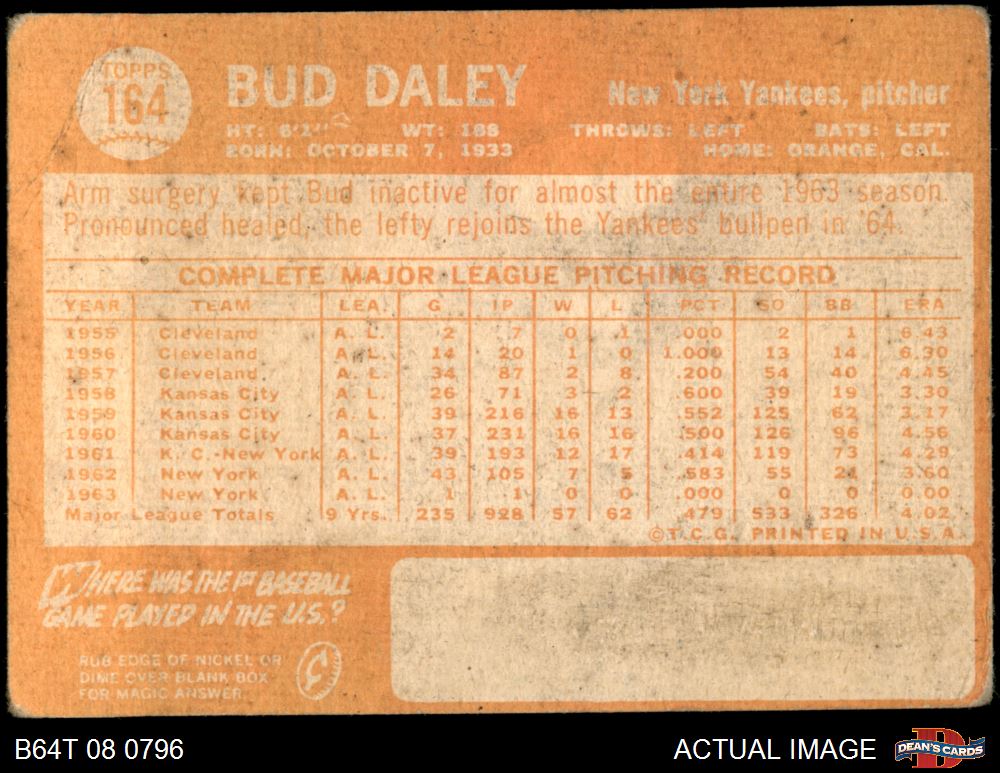 TOPPS
164
BUD DALEY
New York Yankees, pitcher
HT: 6'1" WT: 188 THROWS: LEFT BATS: LEFT
BORN: OCTOBER 7, 1933 HOME: ORANGE, CAL.
Arm surgery kept Bud inactive for almost the entire 1963 season.
Pronounced healed, the lefty rejoins the Yankees' bullpen in '64.
COMPLETE MAJOR LEAGUE PITCHING RECORD
YEAR TEAM LEA. G IP W L PCT SO BB ERA
1955 Cleveland A. L. 2 7 0 1 .000 2 1 6.43
1956 Cleveland A. L. 14 20 1 0 1.000 13 14 6.30
1957 Cleveland A. L. 34 87 2 8 .200 54 40 4.45
1958 Kansas City A. L. 26 71 3 2 .600 39 19 3.30
1959 Kansas City A. L. 39 216 16 13 .552 125 62 3.17
1960 Kansas City A. L. 37 231 16 16 .500 126 96 4.56
1961 K. C.-New York A. L. 39 193 12 17 .414 119 73 4.29
1962 New York A. L. 43 105 7 5 .583 55 21 3.60
1963 New York A. L. 1 1 0 0 .000 0 0 0.00
Major League Totals 9 Yrs. 235 928 57 62 .479 533 326 4.02
©T.C.G. PRINTED IN U.S.A.
WHERE WAS THE 1ST BASEBALL
GAME PLAYED IN THE U.S.?
RUB EDGE OF NICKEL OR
DIME OVER BLANK BOX
FOR MAGIC ANSWER.
B64T 08 0796
ACTUAL IMAGE
DEAN'S CARDS